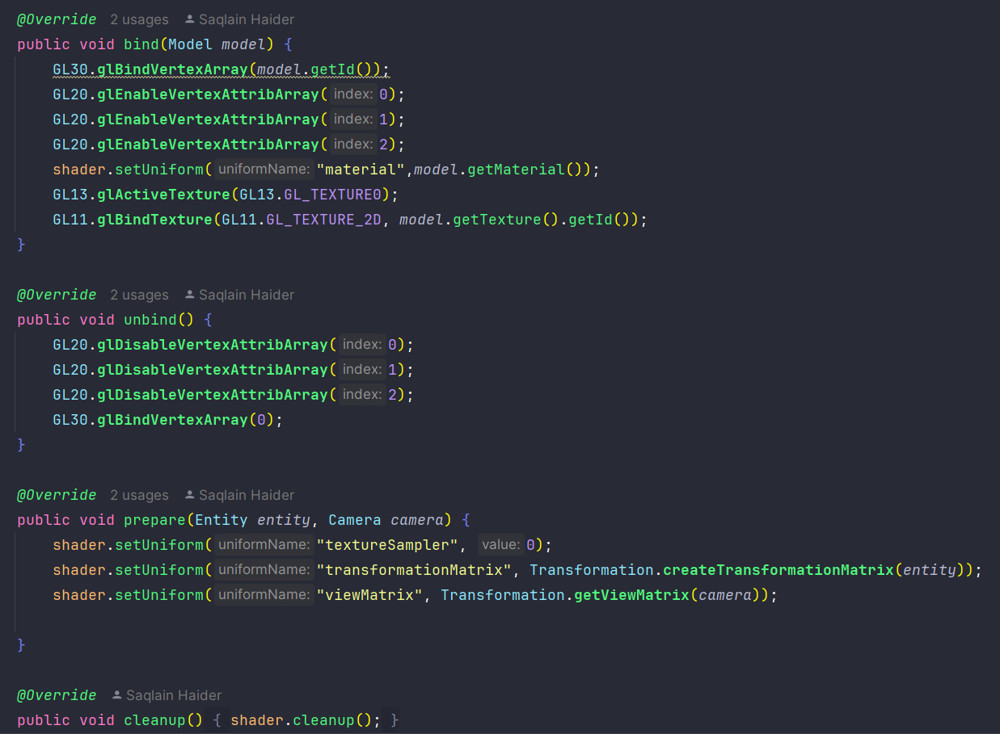 @Override 2 usages Saqlain Haider
public void bind(Model model) {
GL30.glBindVertexArray(model.getId());
GL20.glEnableVertexAttribArray( index: 0);
GL20.glEnableVertexAttribArray( index: 1);
GL20.glEnableVertexAttribArray( index: 2);
shader.setUniform( uniformName: "material",model.getMaterial());
GL13.glActiveTexture(GL13.GL_TEXTURE0);
GL11.glBindTexture(GL11.GL_TEXTURE_2D, model.getTexture().getId());
}
@Override 2 usages Saqlain Haider
public void unbind() {
GL20.glDisableVertexAttribArray( index: 0);
GL20.glDisableVertexAttribArray( index: 1);
GL20.glDisableVertexAttribArray( index: 2);
GL30.glBindVertexArray(0);
}
@Override 2 usages Saqlain Haider
public void prepare(Entity entity, Camera camera) {
shader.setUniform( uniformName: "textureSampler", value: 0);
shader.setUniform( uniformName: "transformationMatrix", Transformation.createTransformationMatrix(entity));
shader.setUniform( uniformName: "viewMatrix", Transformation.getViewMatrix(camera));
}
@Override Saqlain Haider
public void cleanup() { shader.cleanup(); }